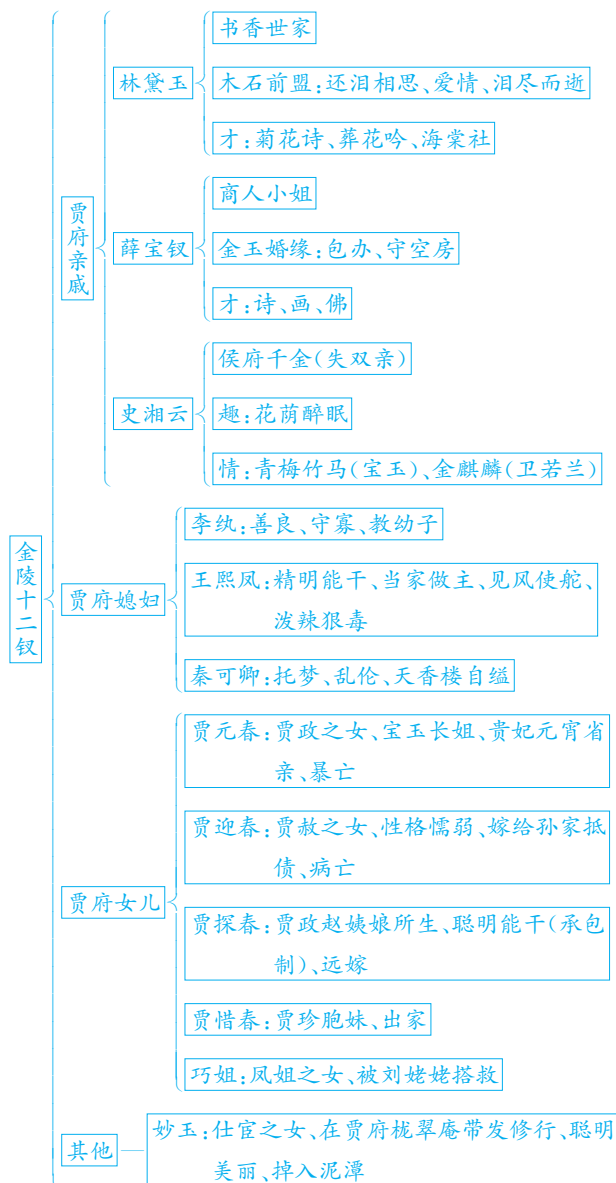 金陵十二钗
贾府亲戚
林黛玉
书香世家
木石前盟:还泪相思、爱情、泪尽而逝
才:菊花诗、葬花吟、海棠社
薛宝钗
商人小姐
金玉婚缘:包办、守空房
才:诗、画、佛
史湘云
侯府千金(失双亲)
趣:花荫醉眠
情:青梅竹马(宝玉)、金麒麟(卫若兰)
贾府媳妇
李纨:善良、守寡、教幼子
王熙凤:精明能干、当家做主、见风使舵、
泼辣狠毒
秦可卿:托梦、乱伦、天香楼自缢
贾府女儿
贾元春:贾政之女、宝玉长姐、贵妃元宵省
亲、暴亡
贾迎春:贾赦之女、性格懦弱、嫁给孙家抵
债、病亡
贾探春:贾政赵姨娘所生、聪明能干(承包
制)、远嫁
贾惜春:贾珍胞妹、出家
巧姐:凤姐之女、被刘姥姥搭救
其他
妙玉:仕宦之女、在贾府栊翠庵带发修行、聪明
美丽、掉入泥潭